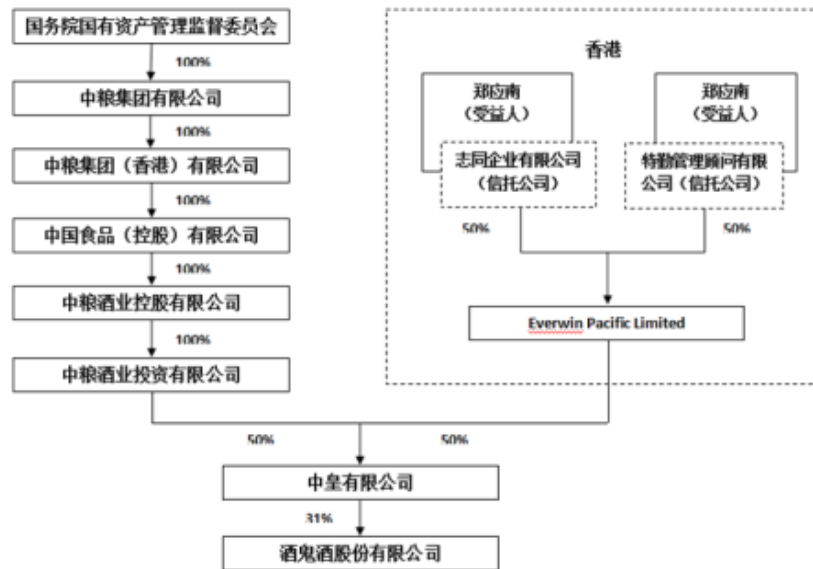 国务院国有资产管理监督委员会
100%
中粮集团有限公司
100%
中粮集团（香港）有限公司
100%
中国食品（控股）有限公司
100%
中粮酒业控股有限公司
100%
中粮酒业投资有限公司
香港
郑应南
（受益人）
志同企业有限公司
（信托公司）
50%
郑应南
（受益人）
特勤管理顾问有限
公司（信托公司）
50%
Everwin Pacific Limited
50%
50%
中皇有限公司
31%
酒鬼酒股份有限公司